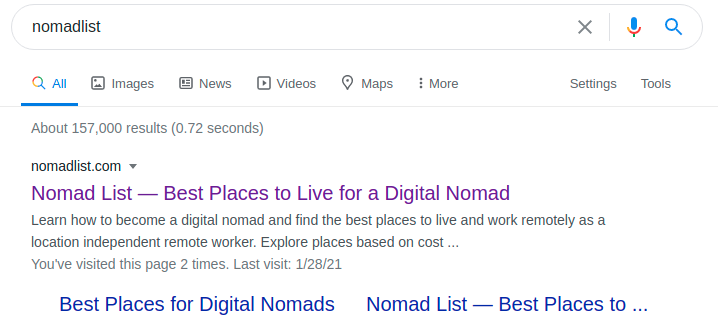 nomadlist
All Images News Videos Maps More Settings Tools
About 157,000 results (0.72 seconds)
nomadlist.com
Nomad List — Best Places to Live for a Digital Nomad
Learn how to become a digital nomad and find the best places to live and work remotely as a
location independent remote worker. Explore places based on cost ...
You've visited this page 2 times. Last visit: 1/28/21
Best Places for Digital Nomads Nomad List — Best Places to ...